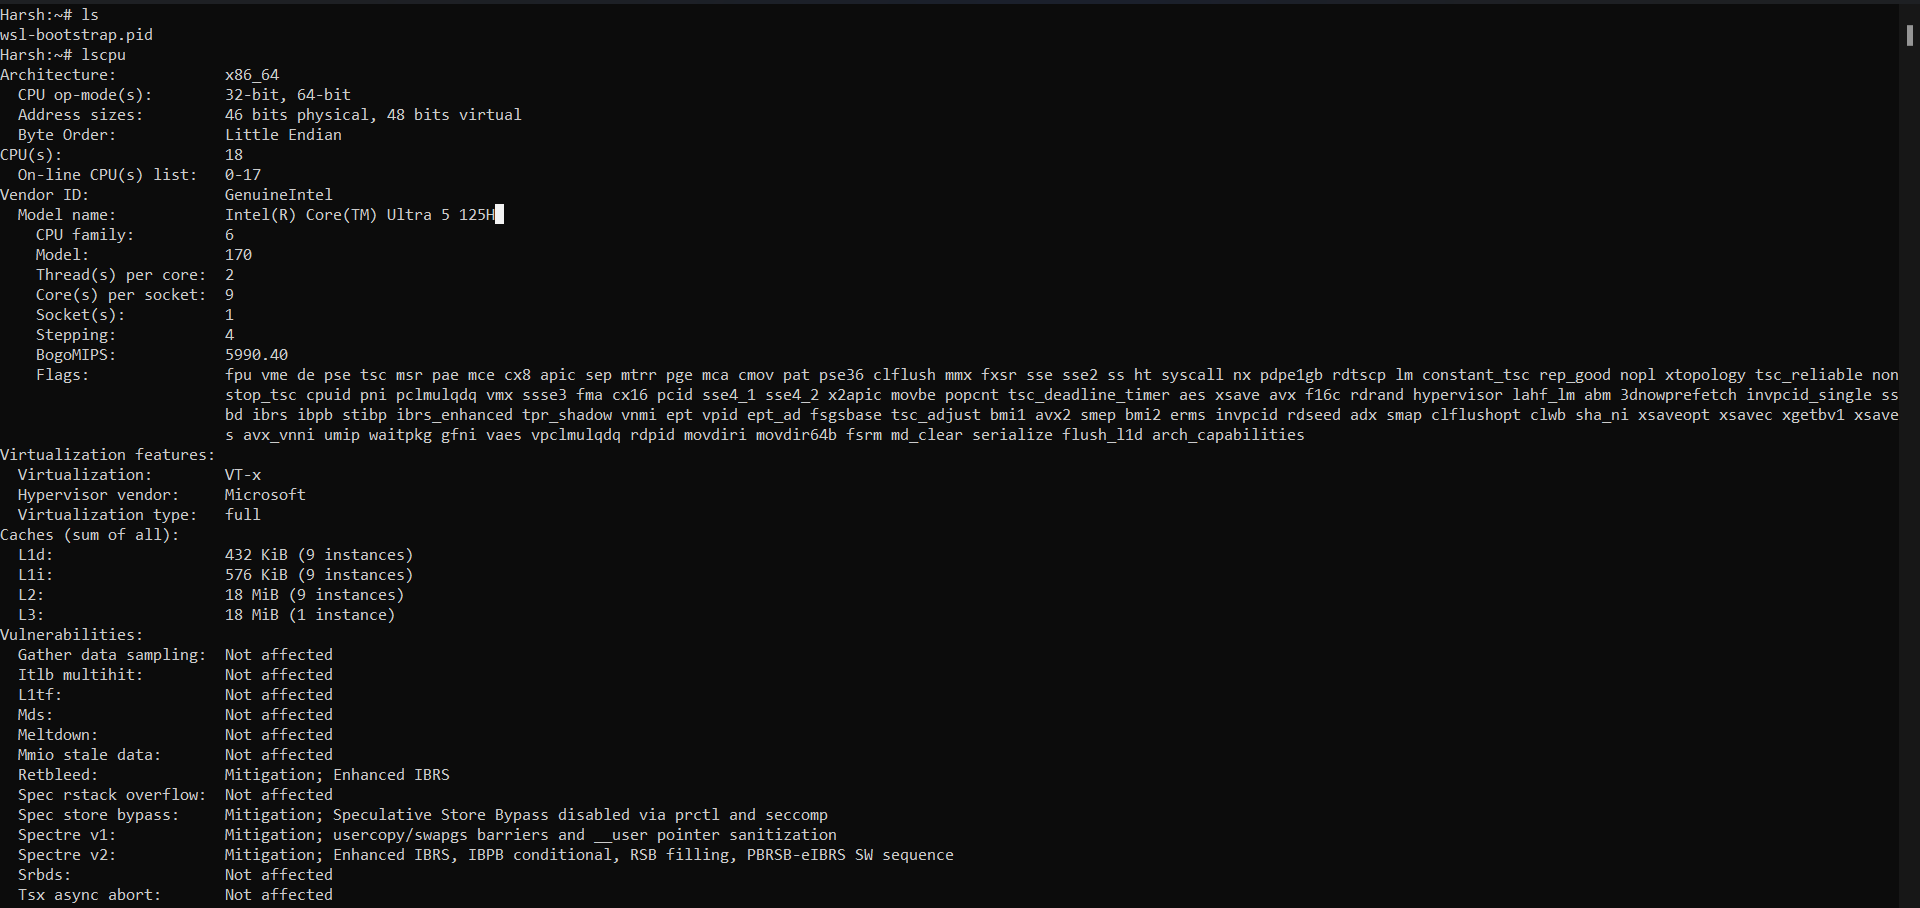 Harsh:~# ls
wsl-bootstrap.pid
Harsh:~# lscpu
Architecture:            x86_64
  CPU op-mode(s):        32-bit, 64-bit
  Address sizes:         46 bits physical, 48 bits virtual
  Byte Order:            Little Endian
CPU(s):                  18
  On-line CPU(s) list:   0-17
Vendor ID:               GenuineIntel
  Model name:            Intel(R) Core(TM) Ultra 5 125H
    CPU family:          6
    Model:               170
    Thread(s) per core:  2
    Core(s) per socket:  9
    Socket(s):           1
    Stepping:            4
    BogoMIPS:            5990.40
    Flags:               fpu vme de pse tsc msr pae mce cx8 apic sep mtrr pge mca cmov pat pse36 clflush mmx fxsr sse sse2 ss ht syscall nx pdpe1gb rdtscp lm constant_tsc rep_good nopl xtopology tsc_reliable non
                         stop_tsc cpuid pni pclmulqdq vmx ssse3 fma cx16 pcid sse4_1 sse4_2 x2apic movbe popcnt tsc_deadline_timer aes xsave avx f16c rdrand hypervisor lahf_lm abm 3dnowprefetch invpcid_single ss
                         bd ibrs ibpb stibp ibrs_enhanced tpr_shadow vnmi ept vpid ept_ad fsgsbase tsc_adjust bmi1 avx2 smep bmi2 erms invpcid rdseed adx smap clflushopt clwb sha_ni xsaveopt xsavec xgetbv1 xsave
                         s avx_vnni umip waitpkg gfni vaes vpclmulqdq rdpid movdiri movdir64b fsrm md_clear serialize flush_l1d arch_capabilities
Virtualization features:
  Virtualization:        VT-x
  Hypervisor vendor:     Microsoft
  Virtualization type:   full
Caches (sum of all):
  L1d:                   432 KiB (9 instances)
  L1i:                   576 KiB (9 instances)
  L2:                    18 MiB (9 instances)
  L3:                    18 MiB (1 instance)
Vulnerabilities:
  Gather data sampling:  Not affected
  Itlb multihit:         Not affected
  L1tf:                  Not affected
  Mds:                   Not affected
  Meltdown:              Not affected
  Mmio stale data:       Not affected
  Retbleed:              Mitigation; Enhanced IBRS
  Spec rstack overflow:  Not affected
  Spec store bypass:     Mitigation; Speculative Store Bypass disabled via prctl and seccomp
  Spectre v1:            Mitigation; usercopy/swapgs barriers and __user pointer sanitization
  Spectre v2:            Mitigation; Enhanced IBRS, IBPB conditional, RSB filling, PBRSB-eIBRS SW sequence
  Srbds:                 Not affected
  Tsx async abort:       Not affected